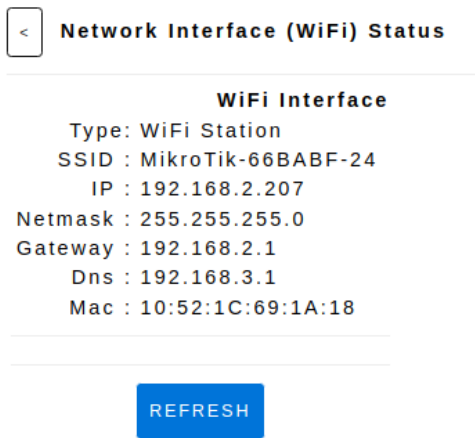 < Network Interface (WiFi) Status
WiFi Interface
Type: WiFi Station
SSID : MikroTik-66BABF-24
IP : 192.168.2.207
Netmask : 255.255.255.0
Gateway : 192.168.2.1
Dns : 192.168.3.1
Mac : 10:52:1C:69:1A:18
REFRESH